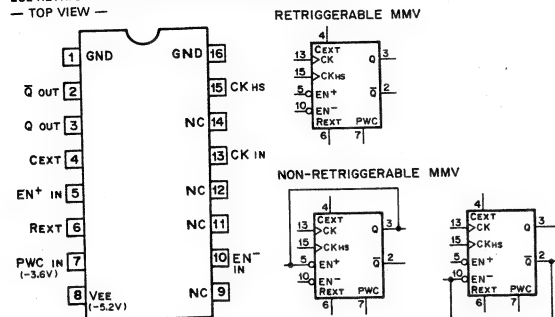 — TOP VIEW —
1 GND
GND 16
Q̅ OUT 2
15 CK HS
Q OUT 3
NC 14
CEXT 4
13 CK IN
EN⁺ IN 5
NC 12
REXT 6
NC 11
PWC IN 7
(-3.6V)
10 EN⁻
IN
8 VEE
(-5.2V)
NC 9
RETRIGGERABLE MMV
4
CEXT
13 CK Q 3
15 CKHS
5 EN⁺ Q̅ 2
10 EN⁻
REXT PWC
6 7
NON-RETRIGGERABLE MMV
4
CEXT
13 CK Q 3
15 CKHS
5 EN⁺ Q̅ 2
10 EN⁻
REXT PWC
6 7
4
CEXT
13 CK Q 3
15 CKHS
5 EN⁺ Q̅ 2
10 EN⁻
REXT PWC
6 7